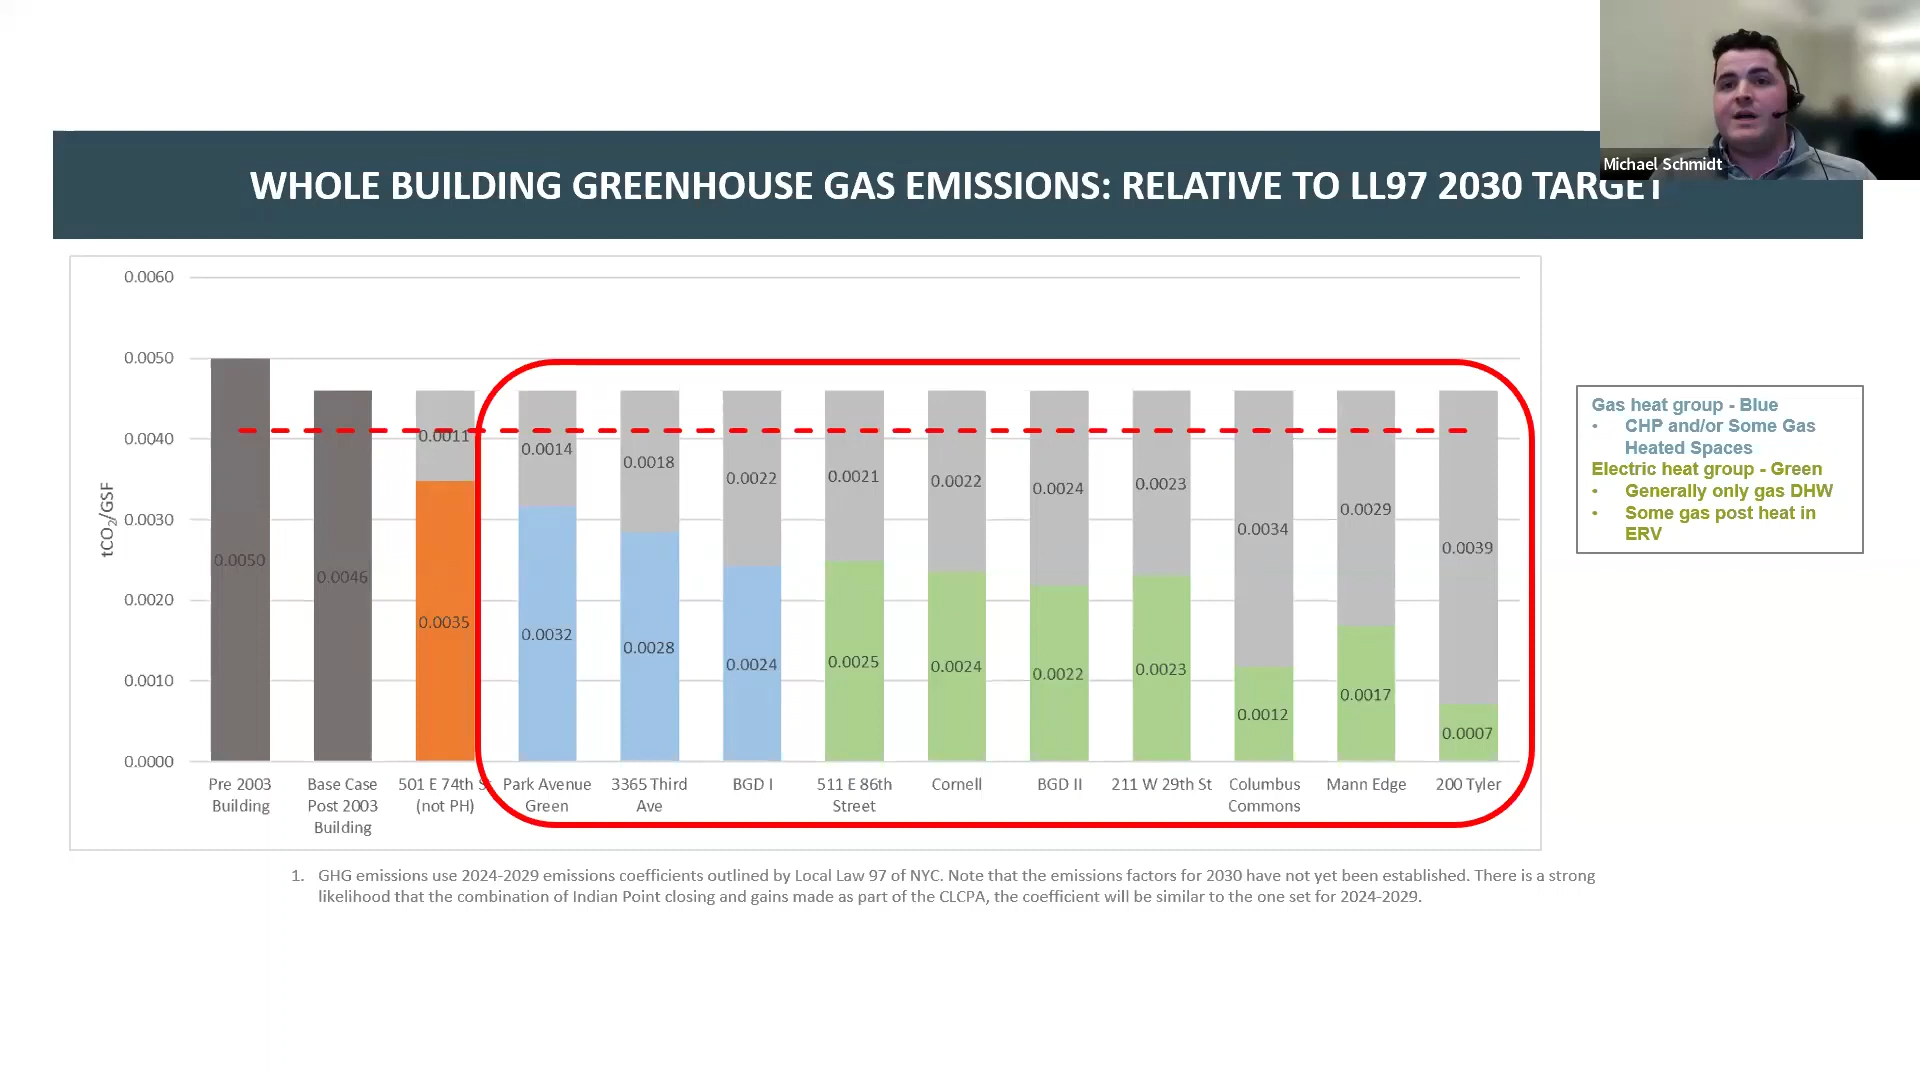 Michael Schmidt
WHOLE BUILDING GREENHOUSE GAS EMISSIONS: RELATIVE TO LL97 2030 TARGET
0.0060
0.0050
0.0040
0.0030
0.0020
0.0010
0.0000
tCO₂/GSF
0.0050
0.0046
0.0011
0.0035
0.0014
0.0032
0.0018
0.0028
0.0022
0.0024
0.0021
0.0025
0.0022
0.0024
0.0024
0.0022
0.0023
0.0023
0.0034
0.0012
0.0029
0.0017
0.0039
0.0007
Pre 2003
Building
Base Case
Post 2003
Building
501 E 74th St
(not PH)
Park Avenue
Green
3365 Third
Ave
BGD I
511 E 86th
Street
Cornell
BGD II
211 W 29th St
Columbus
Commons
Mann Edge
200 Tyler
Gas heat group - Blue
• CHP and/or Some Gas
Heated Spaces
Electric heat group - Green
• Generally only gas DHW
• Some gas post heat in
ERV
1. GHG emissions use 2024-2029 emissions coefficients outlined by Local Law 97 of NYC. Note that the emissions factors for 2030 have not yet been established. There is a strong
likelihood that the combination of Indian Point closing and gains made as part of the CLCPA, the coefficient will be similar to the one set for 2024-2029.